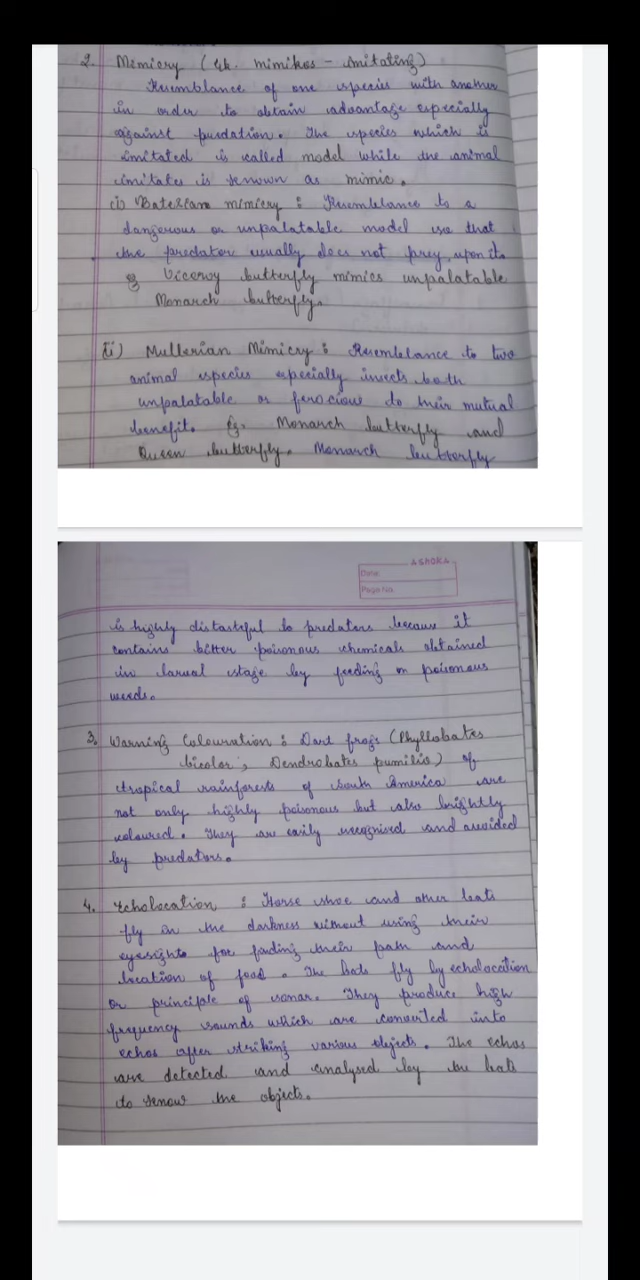 2. Mimicry (Gk. mimikos - imitating)
Resemblance of one species with another
in order to obtain advantage especially
against predation. The species which is
imitated is called model while the animal
imitates is known as mimic.
(i) Batesian mimicry : Resemblance to a
dangerous or unpalatable model so that
the predator usually does not prey upon it.
eg Viceroy butterfly mimics unpalatable
Monarch butterfly.
(ii) Mullerian Mimicry : Resemblance to two
animal species especially insects both
unpalatable or ferocious to their mutual
benefit. Eg. Monarch butterfly and
Queen butterfly. Monarch butterfly
ASHOKA
Date
Page No.
is highly distasteful to predators because it
contains bitter poisonous chemicals obtained
in larval stage by feeding on poisonous
weeds.
3. Warning Colouration : Dart frogs (Phyllobates
bicolor, Dendrobates pumilio) of
tropical rainforests of South America are
not only highly poisonous but also brightly
coloured. They are easily recognised and avoided
by predators.
4. Echolocation : Horse shoe and other bats
fly in the darkness without using their
eyesights for finding their path and
location of food. The bats fly by echolocation
or principle of sonar. They produce high
frequency sounds which are converted into
echos after striking various objects. The echos
are detected and analysed by the bats
to know the objects.